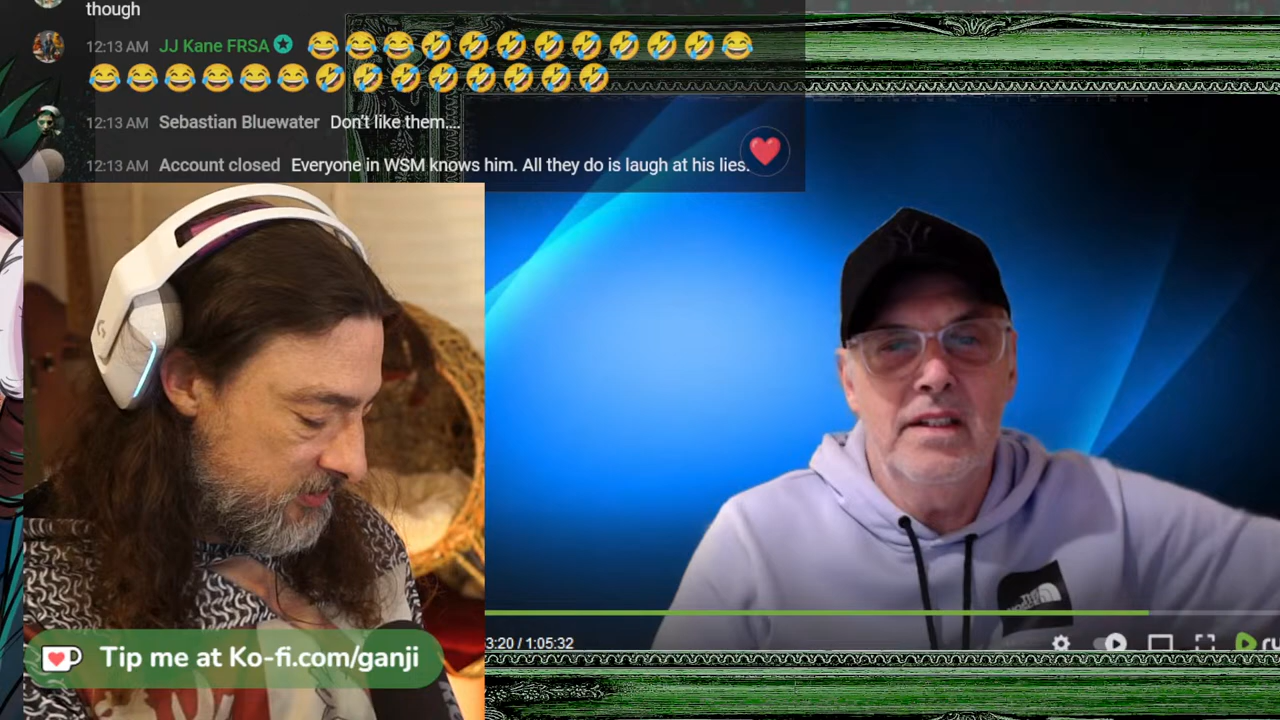 though
12:13 AM JJ Kane FRSA 😂😂😂🤣🤣🤣🤣🤣🤣🤣🤣😂
😂😂😂😂😂😂🤣🤣🤣🤣🤣🤣🤣🤣
12:13 AM Sebastian Bluewater Don't like them....
12:13 AM Account closed Everyone in WSM knows him. All they do is laugh at his lies.
Tip me at Ko-fi.com/ganji
3:20 / 1:05:32